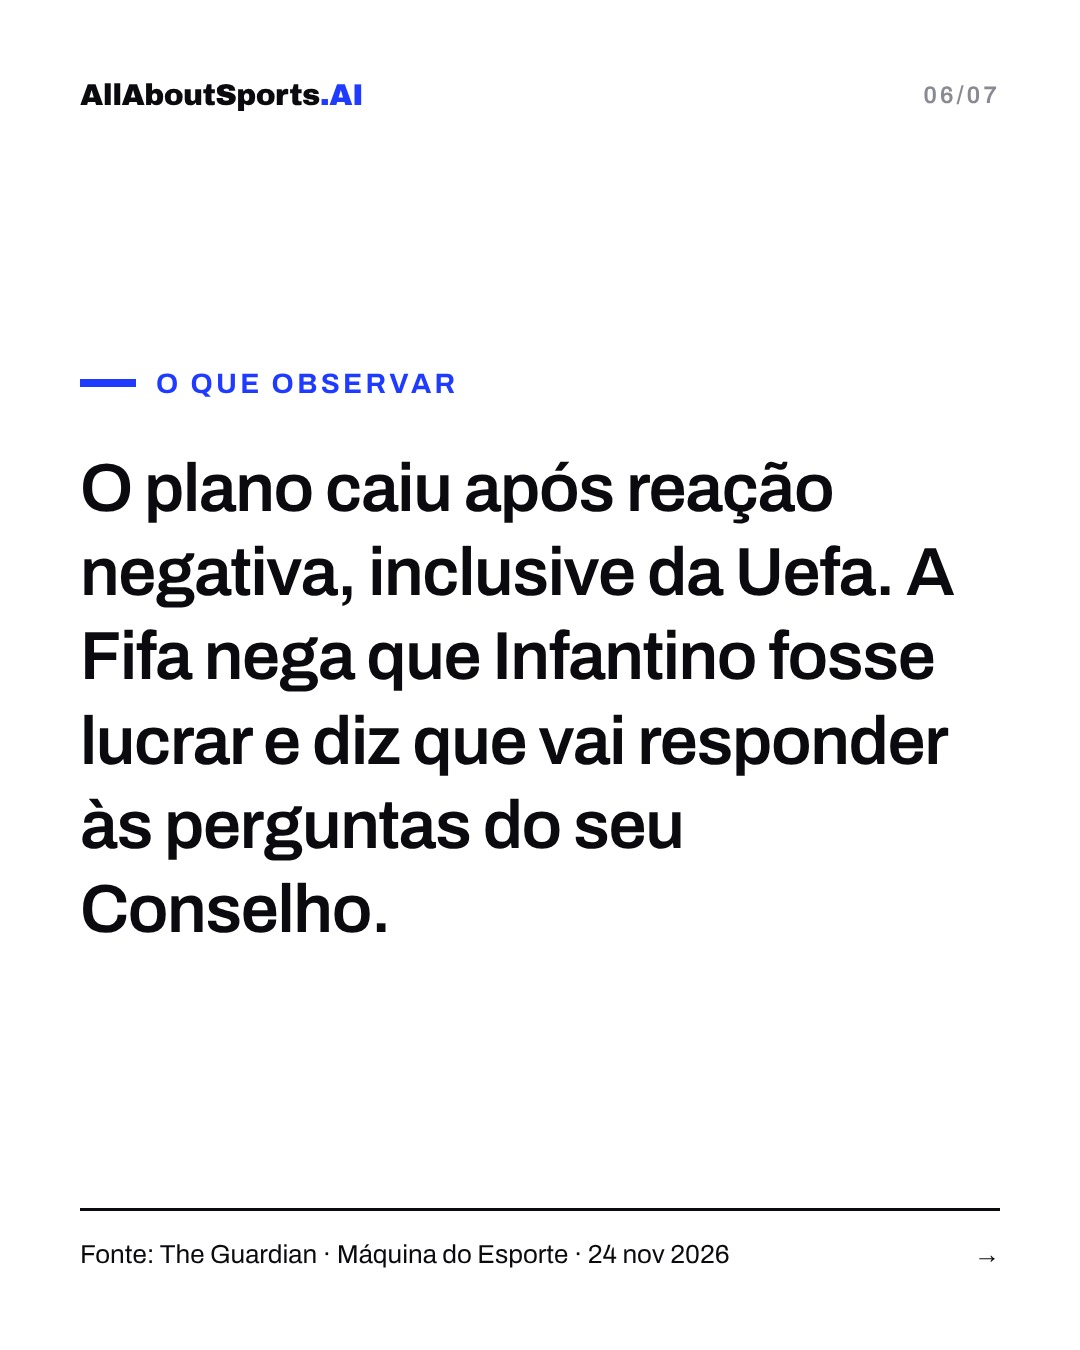 AllAboutSports.AI
06/07
O QUE OBSERVAR
O plano caiu após reação
negativa, inclusive da Uefa. A
Fifa nega que Infantino fosse
lucrar e diz que vai responder
às perguntas do seu
Conselho.
Fonte: The Guardian · Máquina do Esporte · 24 nov 2026
→